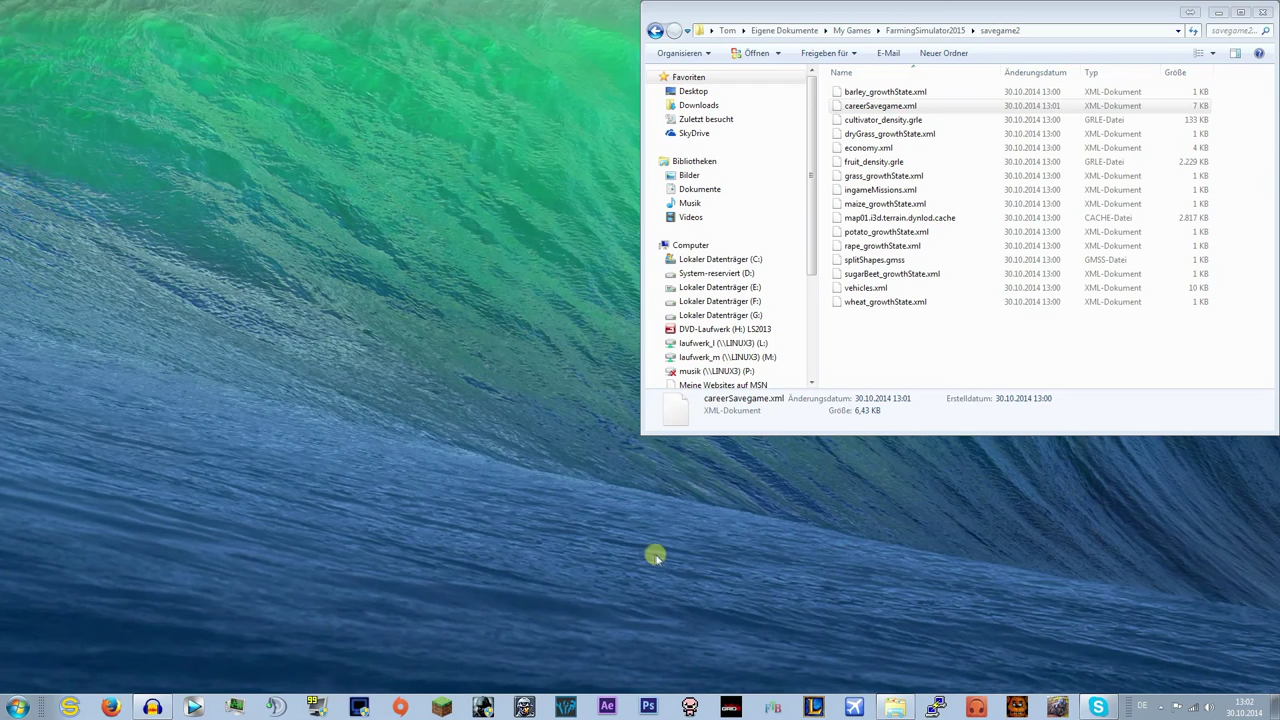 Tom Eigene Dokumente My Games FarmingSimulator2015 savegame2 savegame2...
Organisieren Öffnen Freigeben für E-Mail Neuer Ordner
Favoriten
Desktop
Downloads
Zuletzt besucht
SkyDrive
Bibliotheken
Bilder
Dokumente
Musik
Videos
Computer
Lokaler Datenträger (C:)
System-reserviert (D:)
Lokaler Datenträger (E:)
Lokaler Datenträger (F:)
Lokaler Datenträger (G:)
DVD-Laufwerk (H:) LS2013
laufwerk_l (\\LINUX3) (L:)
laufwerk_m (\\LINUX3) (M:)
musik (\\LINUX3) (P:)
Meine Websites auf MSN
Name Änderungsdatum Typ Größe
barley_growthState.xml 30.10.2014 13:00 XML-Dokument 1 KB
careerSavegame.xml 30.10.2014 13:01 XML-Dokument 7 KB
cultivator_density.grle 30.10.2014 13:00 GRLE-Datei 133 KB
dryGrass_growthState.xml 30.10.2014 13:00 XML-Dokument 1 KB
economy.xml 30.10.2014 13:00 XML-Dokument 4 KB
fruit_density.grle 30.10.2014 13:00 GRLE-Datei 2.229 KB
grass_growthState.xml 30.10.2014 13:00 XML-Dokument 1 KB
ingameMissions.xml 30.10.2014 13:00 XML-Dokument 1 KB
maize_growthState.xml 30.10.2014 13:00 XML-Dokument 1 KB
map01.i3d.terrain.dynlod.cache 30.10.2014 13:00 CACHE-Datei 2.817 KB
potato_growthState.xml 30.10.2014 13:00 XML-Dokument 1 KB
rape_growthState.xml 30.10.2014 13:00 XML-Dokument 1 KB
splitShapes.gmss 30.10.2014 13:00 GMSS-Datei 1 KB
sugarBeet_growthState.xml 30.10.2014 13:00 XML-Dokument 1 KB
vehicles.xml 30.10.2014 13:00 XML-Dokument 10 KB
wheat_growthState.xml 30.10.2014 13:00 XML-Dokument 1 KB
careerSavegame.xml Änderungsdatum: 30.10.2014 13:01 Erstelldatum: 30.10.2014 13:00
XML-Dokument Größe: 6,43 KB
99 Ae Ps GRID MB L DE 13:02
30.10.2014